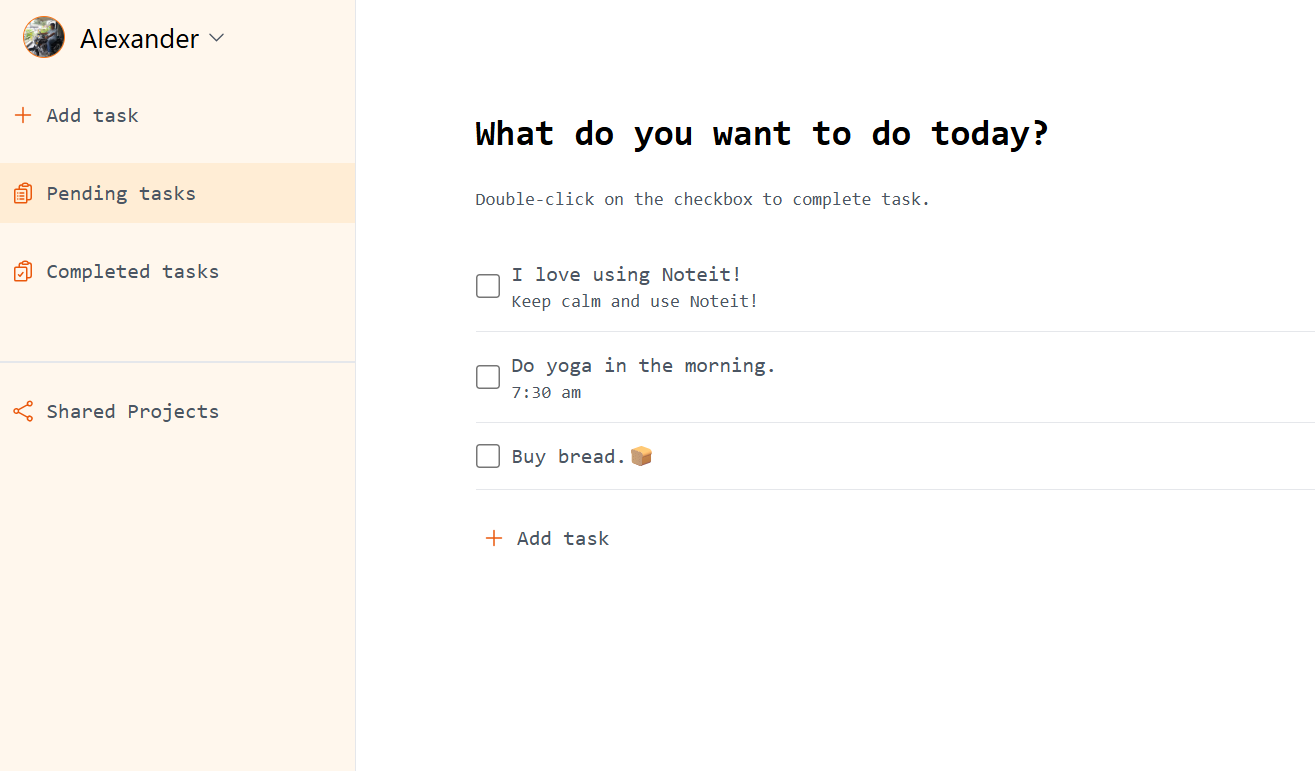 Alexander
Add task
Pending tasks
Completed tasks
Shared Projects
What do you want to do today?
Double-click on the checkbox to complete task.
I love using Noteit!
Keep calm and use Noteit!
Do yoga in the morning.
7:30 am
Buy bread.🍞
Add task